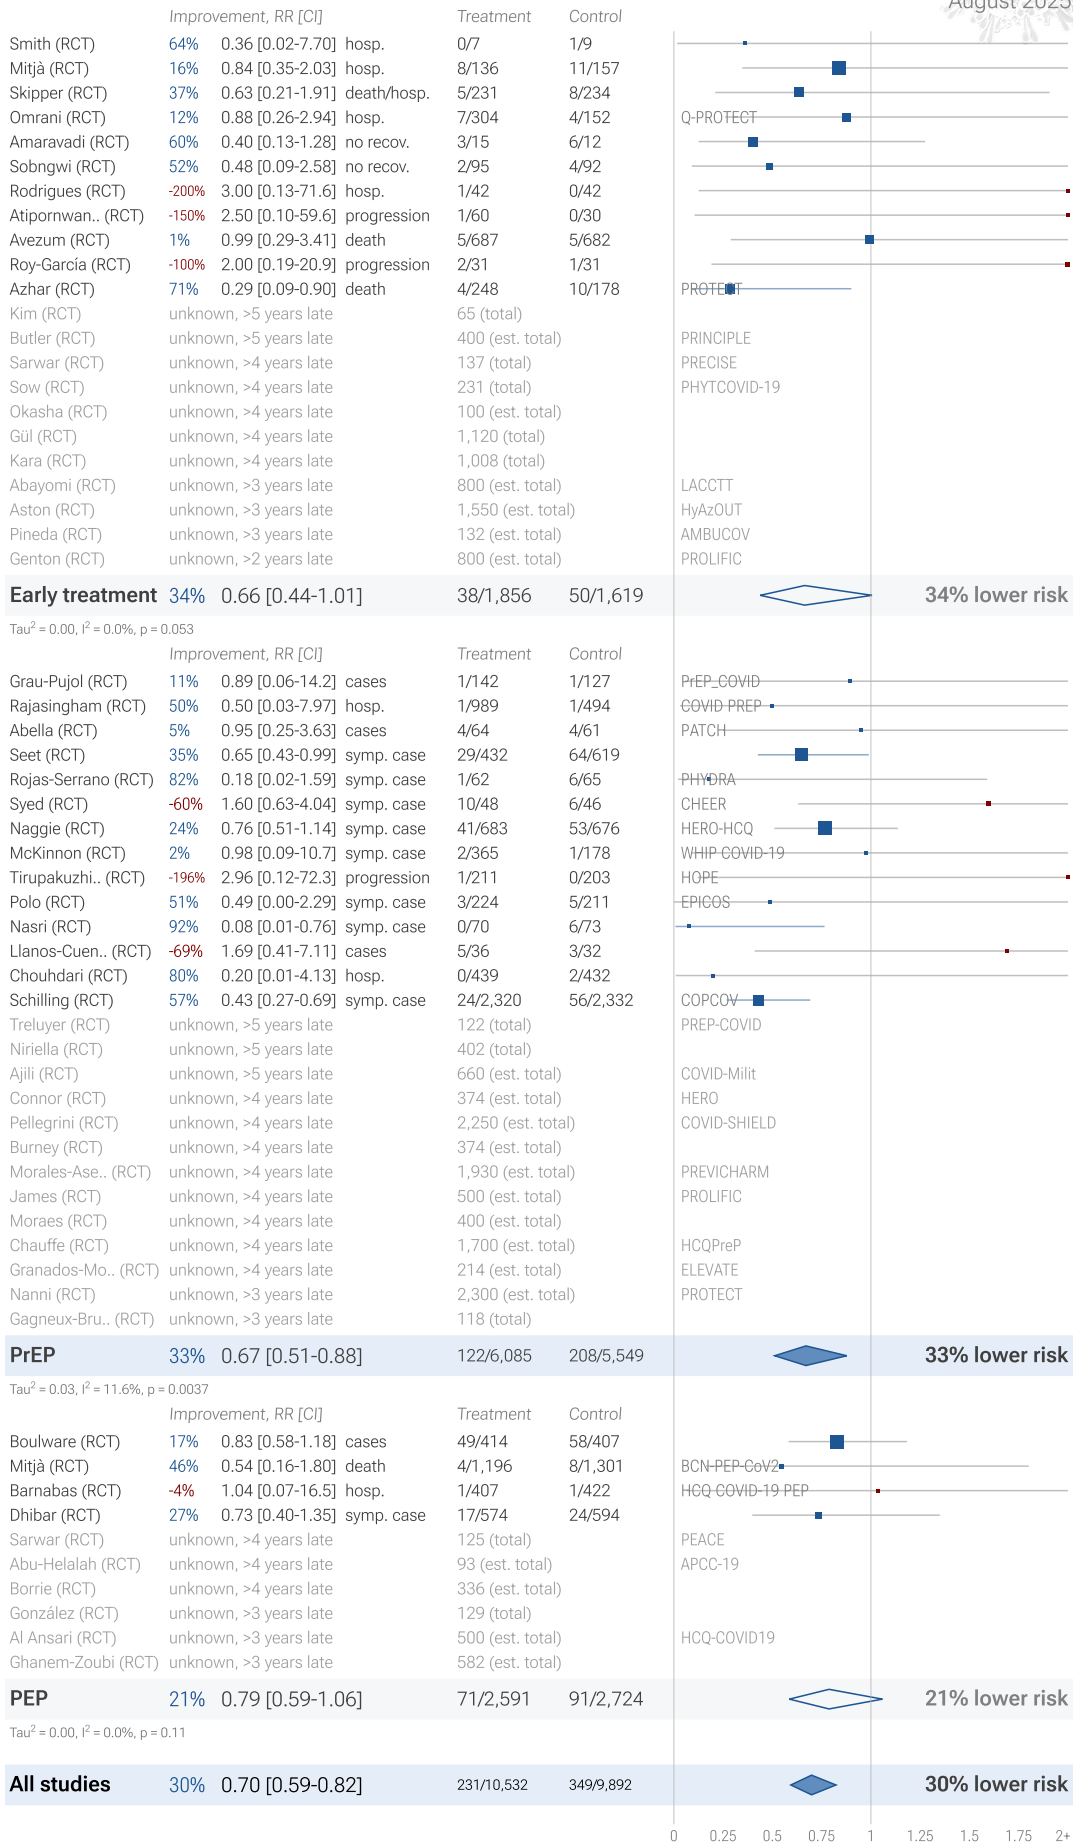 August 2025
Improvement, RR [CI] Treatment Control
Smith (RCT) 64% 0.36 [0.02-7.70] hosp. 0/7 1/9
Mitjà (RCT) 16% 0.84 [0.35-2.03] hosp. 8/136 11/157
Skipper (RCT) 37% 0.63 [0.21-1.91] death/hosp. 5/231 8/234
Omrani (RCT) 12% 0.88 [0.26-2.94] hosp. 7/304 4/152 Q-PROTECT
Amaravadi (RCT) 60% 0.40 [0.13-1.28] no recov. 3/15 6/12
Sobngwi (RCT) 52% 0.48 [0.09-2.58] no recov. 2/95 4/92
Rodrigues (RCT) -200% 3.00 [0.13-71.6] hosp. 1/42 0/42
Atipornwan.. (RCT) -150% 2.50 [0.10-59.6] progression 1/60 0/30
Avezum (RCT) 1% 0.99 [0.29-3.41] death 5/687 5/682
Roy-García (RCT) -100% 2.00 [0.19-20.9] progression 2/31 1/31
Azhar (RCT) 71% 0.29 [0.09-0.90] death 4/248 10/178 PROTECT
Kim (RCT) unknown, >5 years late 65 (total)
Butler (RCT) unknown, >5 years late 400 (est. total) PRINCIPLE
Sarwar (RCT) unknown, >4 years late 137 (total) PRECISE
Sow (RCT) unknown, >4 years late 231 (total) PHYTCOVID-19
Okasha (RCT) unknown, >4 years late 100 (est. total)
Gül (RCT) unknown, >4 years late 1,120 (total)
Kara (RCT) unknown, >4 years late 1,008 (total)
Abayomi (RCT) unknown, >3 years late 800 (est. total) LACCTT
Aston (RCT) unknown, >3 years late 1,550 (est. total) HyAzOUT
Pineda (RCT) unknown, >3 years late 132 (est. total) AMBUCOV
Genton (RCT) unknown, >2 years late 800 (est. total) PROLIFIC
Early treatment 34% 0.66 [0.44-1.01] 38/1,856 50/1,619 34% lower risk
Tau² = 0.00, I² = 0.0%, p = 0.053
Improvement, RR [CI] Treatment Control
Grau-Pujol (RCT) 11% 0.89 [0.06-14.2] cases 1/142 1/127 PrEP_COVID
Rajasingham (RCT) 50% 0.50 [0.03-7.97] hosp. 1/989 1/494 COVID PREP
Abella (RCT) 5% 0.95 [0.25-3.63] cases 4/64 4/61 PATCH
Seet (RCT) 35% 0.65 [0.43-0.99] symp. case 29/432 64/619
Rojas-Serrano (RCT) 82% 0.18 [0.02-1.59] symp. case 1/62 6/65 PHYDRA
Syed (RCT) -60% 1.60 [0.63-4.04] symp. case 10/48 6/46 CHEER
Naggie (RCT) 24% 0.76 [0.51-1.14] symp. case 41/683 53/676 HERO-HCQ
McKinnon (RCT) 2% 0.98 [0.09-10.7] symp. case 2/365 1/178 WHIP COVID-19
Tirupakuzhi.. (RCT) -196% 2.96 [0.12-72.3] progression 1/211 0/203 HOPE
Polo (RCT) 51% 0.49 [0.00-2.29] symp. case 3/224 5/211 EPICOS
Nasri (RCT) 92% 0.08 [0.01-0.76] symp. case 0/70 6/73
Llanos-Cuen.. (RCT) -69% 1.69 [0.41-7.11] cases 5/36 3/32
Chouhdari (RCT) 80% 0.20 [0.01-4.13] hosp. 0/439 2/432
Schilling (RCT) 57% 0.43 [0.27-0.69] symp. case 24/2,320 56/2,332 COPCOV
Treluyer (RCT) unknown, >5 years late 122 (total) PREP-COVID
Niriella (RCT) unknown, >5 years late 402 (total)
Ajili (RCT) unknown, >5 years late 660 (est. total) COVID-Milit
Connor (RCT) unknown, >4 years late 374 (est. total) HERO
Pellegrini (RCT) unknown, >4 years late 2,250 (est. total) COVID-SHIELD
Burney (RCT) unknown, >4 years late 374 (est. total)
Morales-Ase.. (RCT) unknown, >4 years late 1,930 (est. total) PREVICHARM
James (RCT) unknown, >4 years late 500 (est. total) PROLIFIC
Moraes (RCT) unknown, >4 years late 400 (est. total)
Chauffe (RCT) unknown, >4 years late 1,700 (est. total) HCQPreP
Granados-Mo.. (RCT) unknown, >4 years late 214 (est. total) ELEVATE
Nanni (RCT) unknown, >3 years late 2,300 (est. total) PROTECT
Gagneux-Bru.. (RCT) unknown, >3 years late 118 (total)
PrEP 33% 0.67 [0.51-0.88] 122/6,085 208/5,549 33% lower risk
Tau² = 0.03, I² = 11.6%, p = 0.0037
Improvement, RR [CI] Treatment Control
Boulware (RCT) 17% 0.83 [0.58-1.18] cases 49/414 58/407
Mitjà (RCT) 46% 0.54 [0.16-1.80] death 4/1,196 8/1,301 BCN-PEP-CoV2
Barnabas (RCT) -4% 1.04 [0.07-16.5] hosp. 1/407 1/422 HCQ COVID-19 PEP
Dhibar (RCT) 27% 0.73 [0.40-1.35] symp. case 17/574 24/594
Sarwar (RCT) unknown, >4 years late 125 (total) PEACE
Abu-Helalah (RCT) unknown, >4 years late 93 (est. total) APCC-19
Borrie (RCT) unknown, >4 years late 336 (est. total)
González (RCT) unknown, >3 years late 129 (total)
Al Ansari (RCT) unknown, >3 years late 500 (est. total) HCQ-COVID19
Ghanem-Zoubi (RCT) unknown, >3 years late 582 (est. total)
PEP 21% 0.79 [0.59-1.06] 71/2,591 91/2,724 21% lower risk
Tau² = 0.00, I² = 0.0%, p = 0.11
All studies 30% 0.70 [0.59-0.82] 231/10,532 349/9,892 30% lower risk
0 0.25 0.5 0.75 1 1.25 1.5 1.75 2+